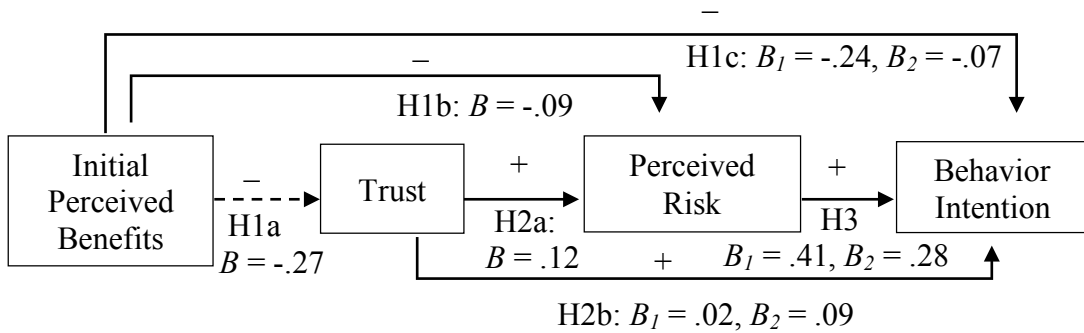 –
H1c: B1 = -.24, B2 = -.07
–
H1b: B = -.09
Initial
Perceived
Benefits
–
H1a
B = -.27
Trust
+
H2a:
B = .12
Perceived
Risk
+
H3
B1 = .41, B2 = .28
Behavior
Intention
+
H2b: B1 = .02, B2 = .09